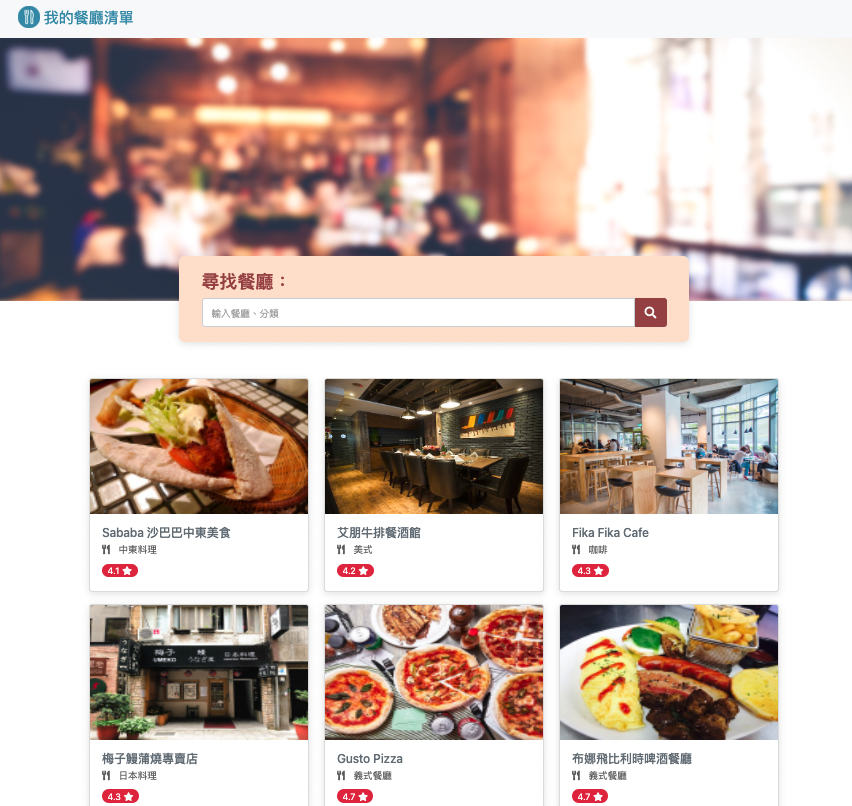 我的餐廳清單
尋找餐廳：
輸入餐廳、分類
Sababa 沙巴巴中東美食
中東料理
4.1
艾朋牛排餐酒館
美式
4.2
Fika Fika Cafe
咖啡
4.3
梅子 鰻 日本料理
UMEKO うなぎ屋
梅子鰻蒲燒專賣店
日本料理
4.3
Gusto Pizza
義式餐廳
4.7
布娜飛比利時啤酒餐廳
義式餐廳
4.7